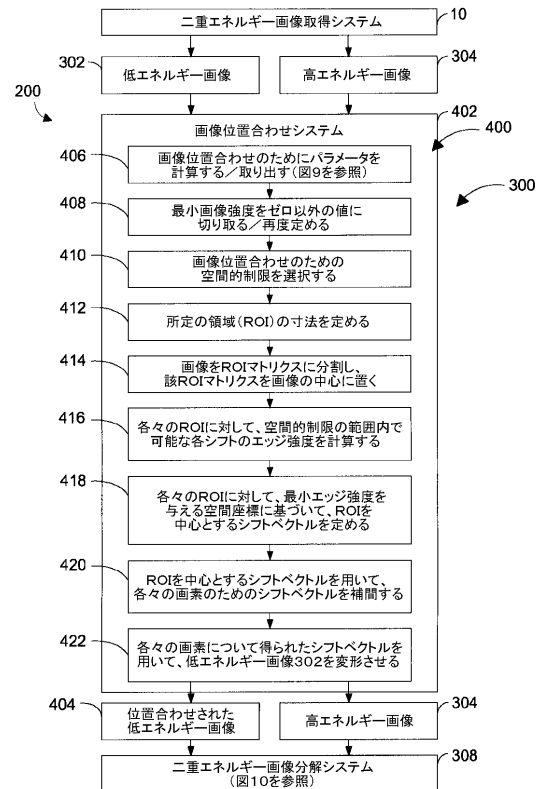 二重エネルギー画像取得システム
10
302
低エネルギー画像
高エネルギー画像
304
200
402
画像位置合わせシステム
400
406
画像位置合わせのためにパラメータを
計算する/取り出す(図9を参照)
300
408
最小画像強度をゼロ以外の値に
切り取る/再度定める
410
画像位置合わせのための
空間的制限を選択する
412
所定の領域(ROI)の寸法を定める
414
画像をROIマトリクスに分割し、
該ROIマトリクスを画像の中心に置く
416
各々のROIに対して、空間的制限の範囲内で
可能な各シフトのエッジ強度を計算する
418
各々のROIに対して、最小エッジ強度を
与える空間座標に基づいて、ROIを
中心とするシフトベクトルを定める
420
ROIを中心とするシフトベクトルを用いて、
各々の画素のためのシフトベクトルを補間する
422
各々の画素について得られたシフトベクトルを
用いて、低エネルギー画像302を変形させる
404
位置合わせされた
低エネルギー画像
高エネルギー画像
304
二重エネルギー画像分解システム
(図10を参照)
308